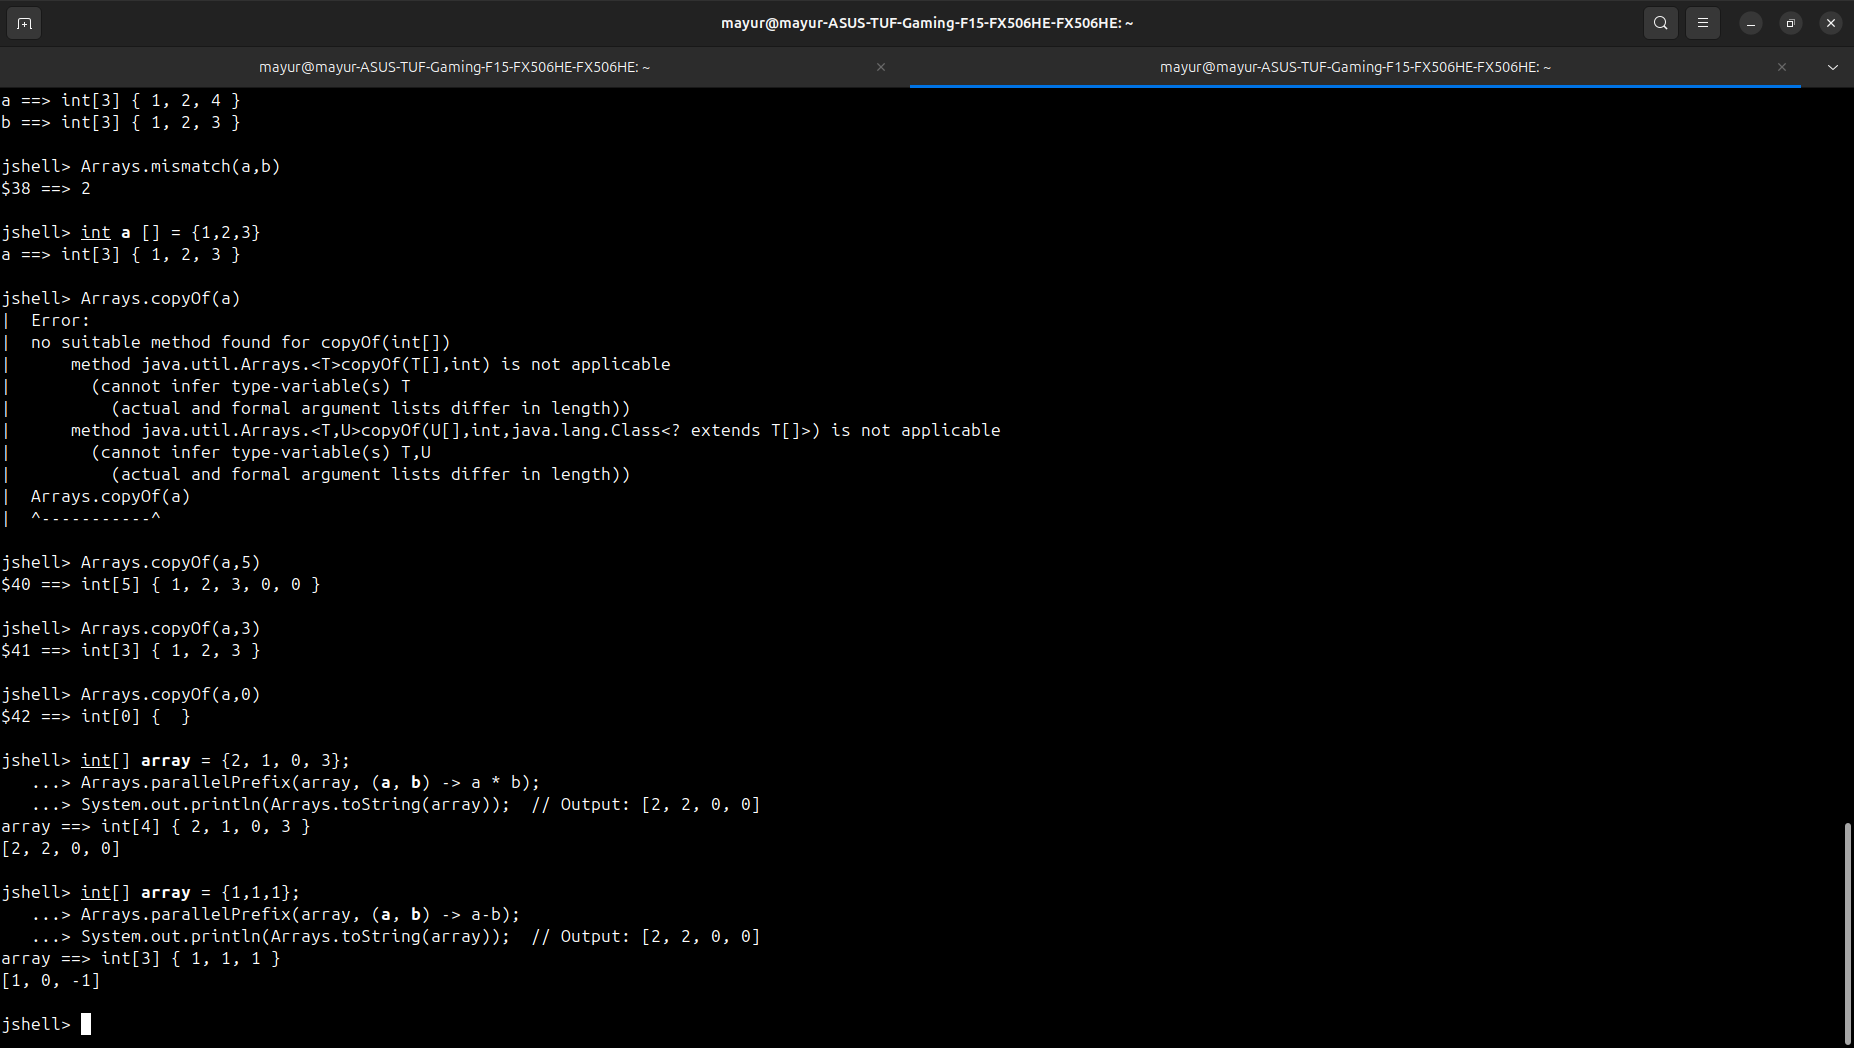 mayur@mayur-ASUS-TUF-Gaming-F15-FX506HE-FX506HE: ~
mayur@mayur-ASUS-TUF-Gaming-F15-FX506HE-FX506HE: ~
mayur@mayur-ASUS-TUF-Gaming-F15-FX506HE-FX506HE: ~
a ==> int[3] { 1, 2, 4 }
b ==> int[3] { 1, 2, 3 }
jshell> Arrays.mismatch(a,b)
$38 ==> 2
jshell> int a [] = {1,2,3}
a ==> int[3] { 1, 2, 3 }
jshell> Arrays.copyOf(a)
|  Error:
|  no suitable method found for copyOf(int[])
|      method java.util.Arrays.<T>copyOf(T[],int) is not applicable
|        (cannot infer type-variable(s) T
|          (actual and formal argument lists differ in length))
|      method java.util.Arrays.<T,U>copyOf(U[],int,java.lang.Class<? extends T[]>) is not applicable
|        (cannot infer type-variable(s) T,U
|          (actual and formal argument lists differ in length))
|  Arrays.copyOf(a)
|  ^-----------^
jshell> Arrays.copyOf(a,5)
$40 ==> int[5] { 1, 2, 3, 0, 0 }
jshell> Arrays.copyOf(a,3)
$41 ==> int[3] { 1, 2, 3 }
jshell> Arrays.copyOf(a,0)
$42 ==> int[0] {  }
jshell> int[] array = {2, 1, 0, 3};
   ...> Arrays.parallelPrefix(array, (a, b) -> a * b);
   ...> System.out.println(Arrays.toString(array));  // Output: [2, 2, 0, 0]
array ==> int[4] { 2, 1, 0, 3 }
[2, 2, 0, 0]
jshell> int[] array = {1,1,1};
   ...> Arrays.parallelPrefix(array, (a, b) -> a-b);
   ...> System.out.println(Arrays.toString(array));  // Output: [2, 2, 0, 0]
array ==> int[3] { 1, 1, 1 }
[1, 0, -1]
jshell>